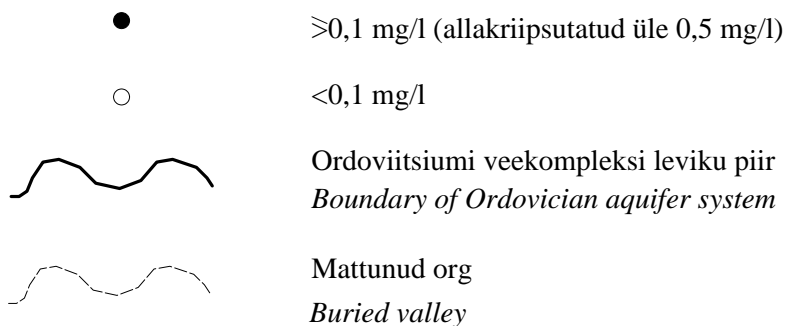 ⩾0,1 mg/l (allakriipsutatud üle 0,5 mg/l)
<0,1 mg/l
Ordoviitsiumi veekompleksi leviku piir
Boundary of Ordovician aquifer system
Mattunud org
Buried valley